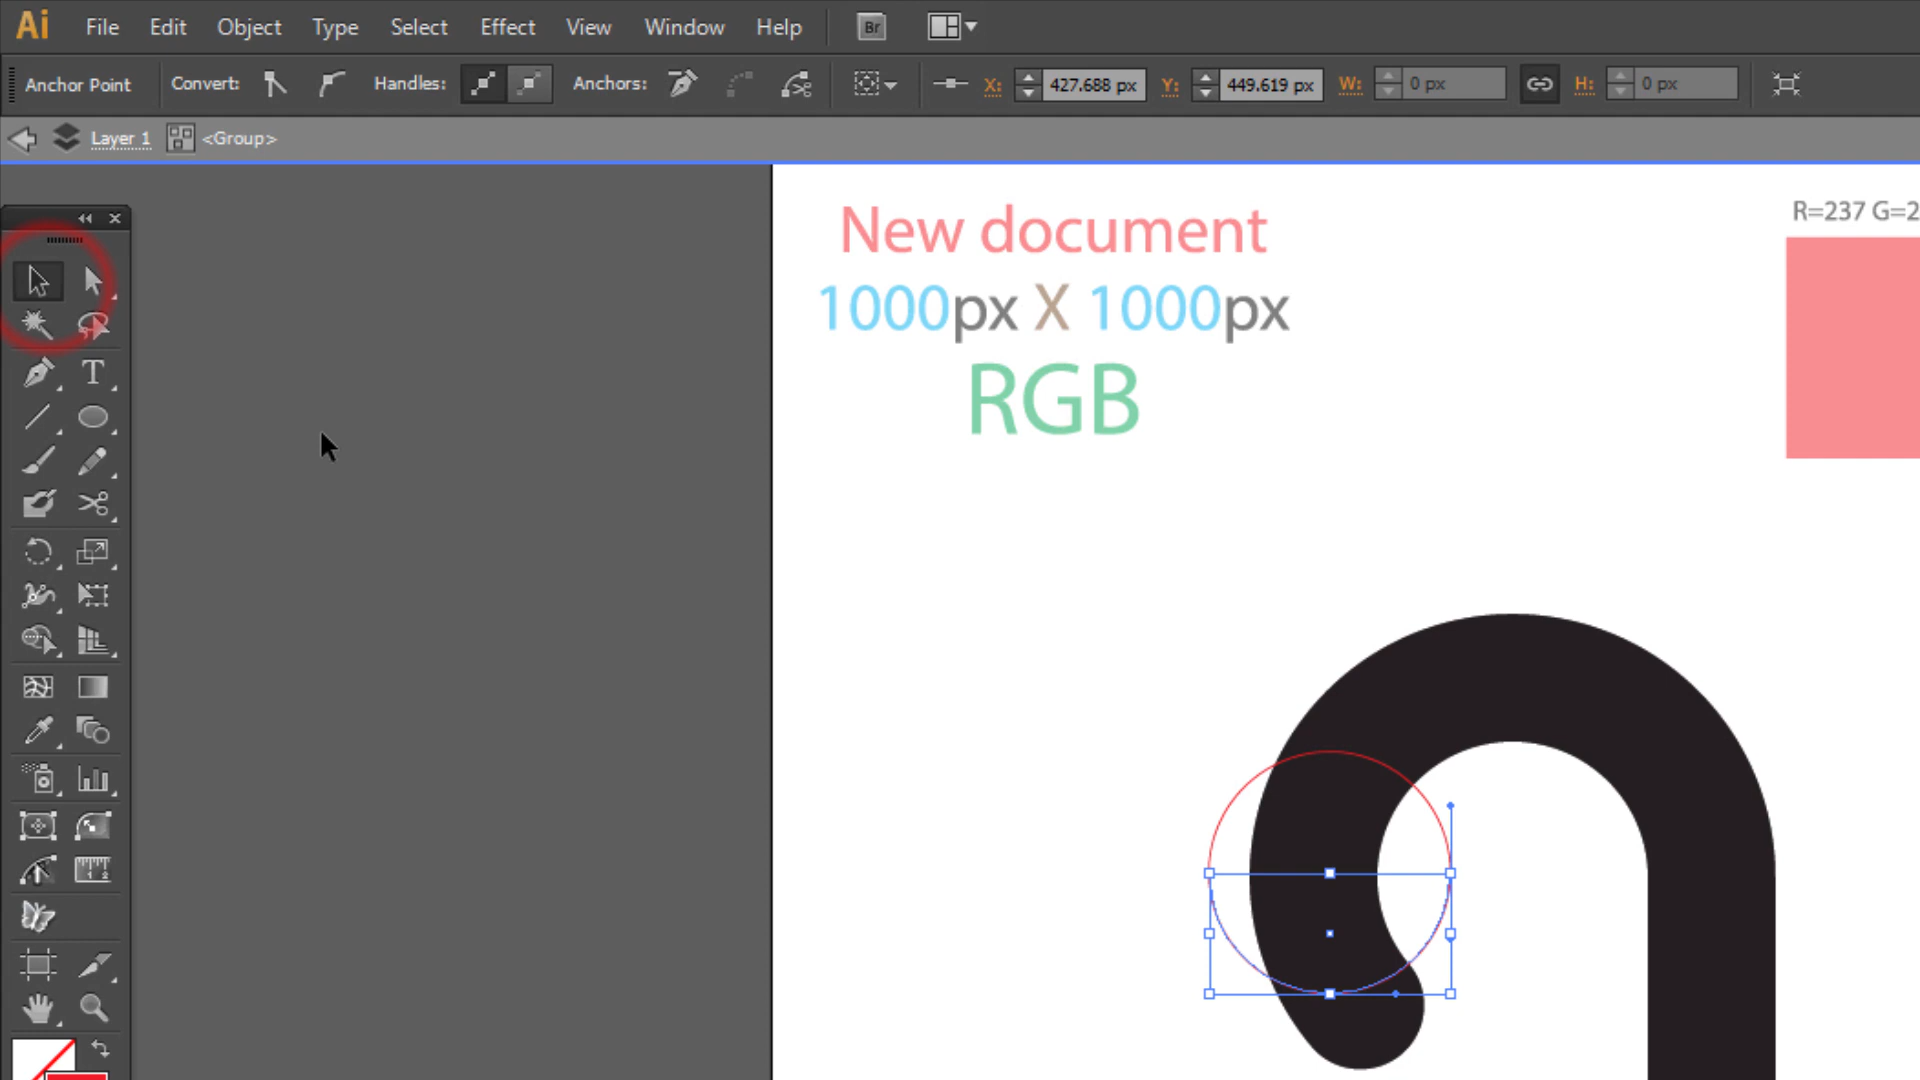 Ai File Edit Object Type Select Effect View Window Help Br
Anchor Point Convert: Handles: Anchors: X: 427.688 px Y: 449.619 px W: 0 px H: 0 px
Layer 1 <Group>
R=237 G=2
New document
1000px X 1000px
RGB
T